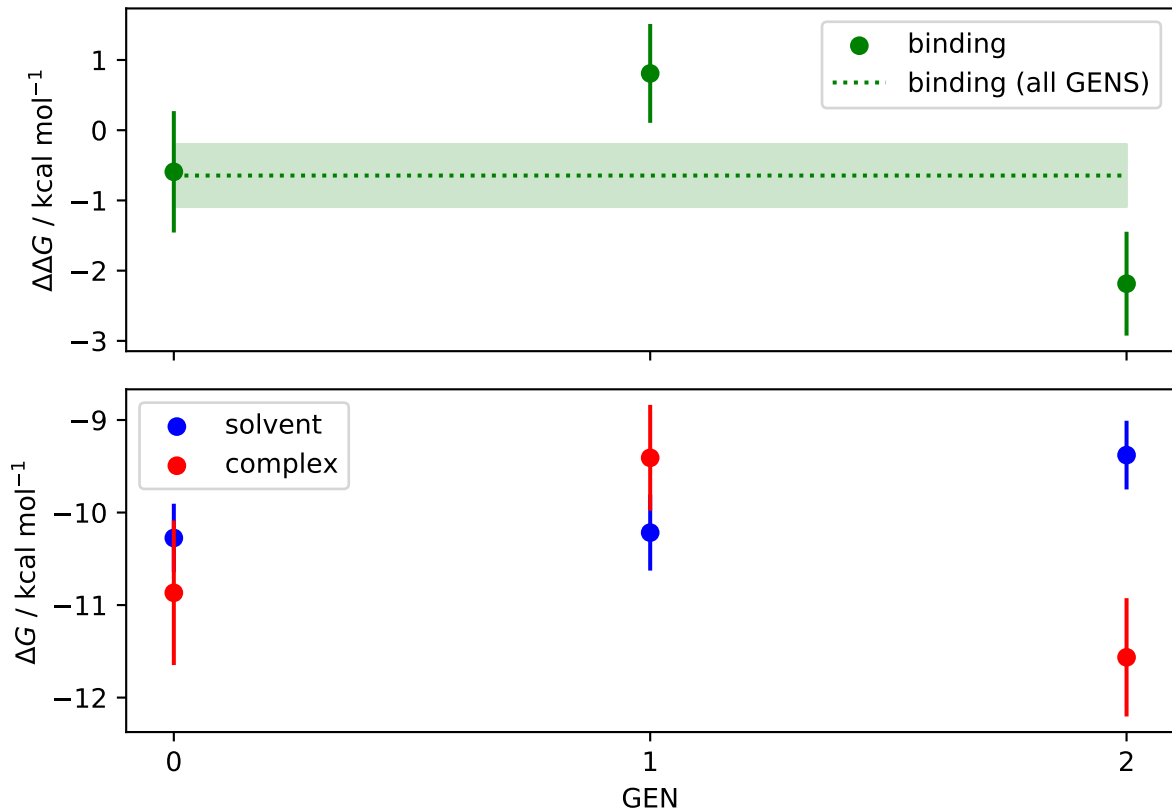 ΔΔG / kcal mol⁻¹
1
0
−1
−2
−3
binding
binding (all GENS)
ΔG / kcal mol⁻¹
−9
−10
−11
−12
solvent
complex
0 1 2
GEN